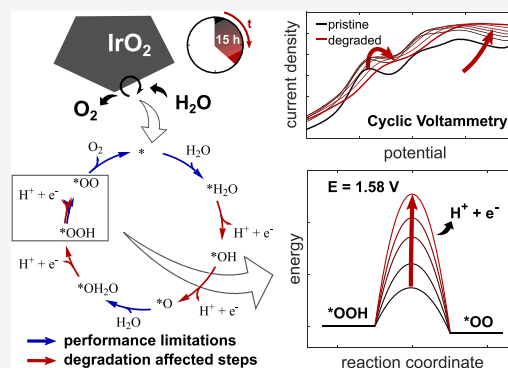 IrO2
15 h
t
O2
H2O
*
O2
H2O
*OO
*H2O
H+ + e-
H+ + e-
*OOH
*OH
H+ + e-
H+ + e-
*OH2O
*O
H2O
performance limitations
degradation affected steps
current density
pristine
degraded
Cyclic Voltammetry
potential
energy
E = 1.58 V
H+ + e-
*OOH
*OO
reaction coordinate